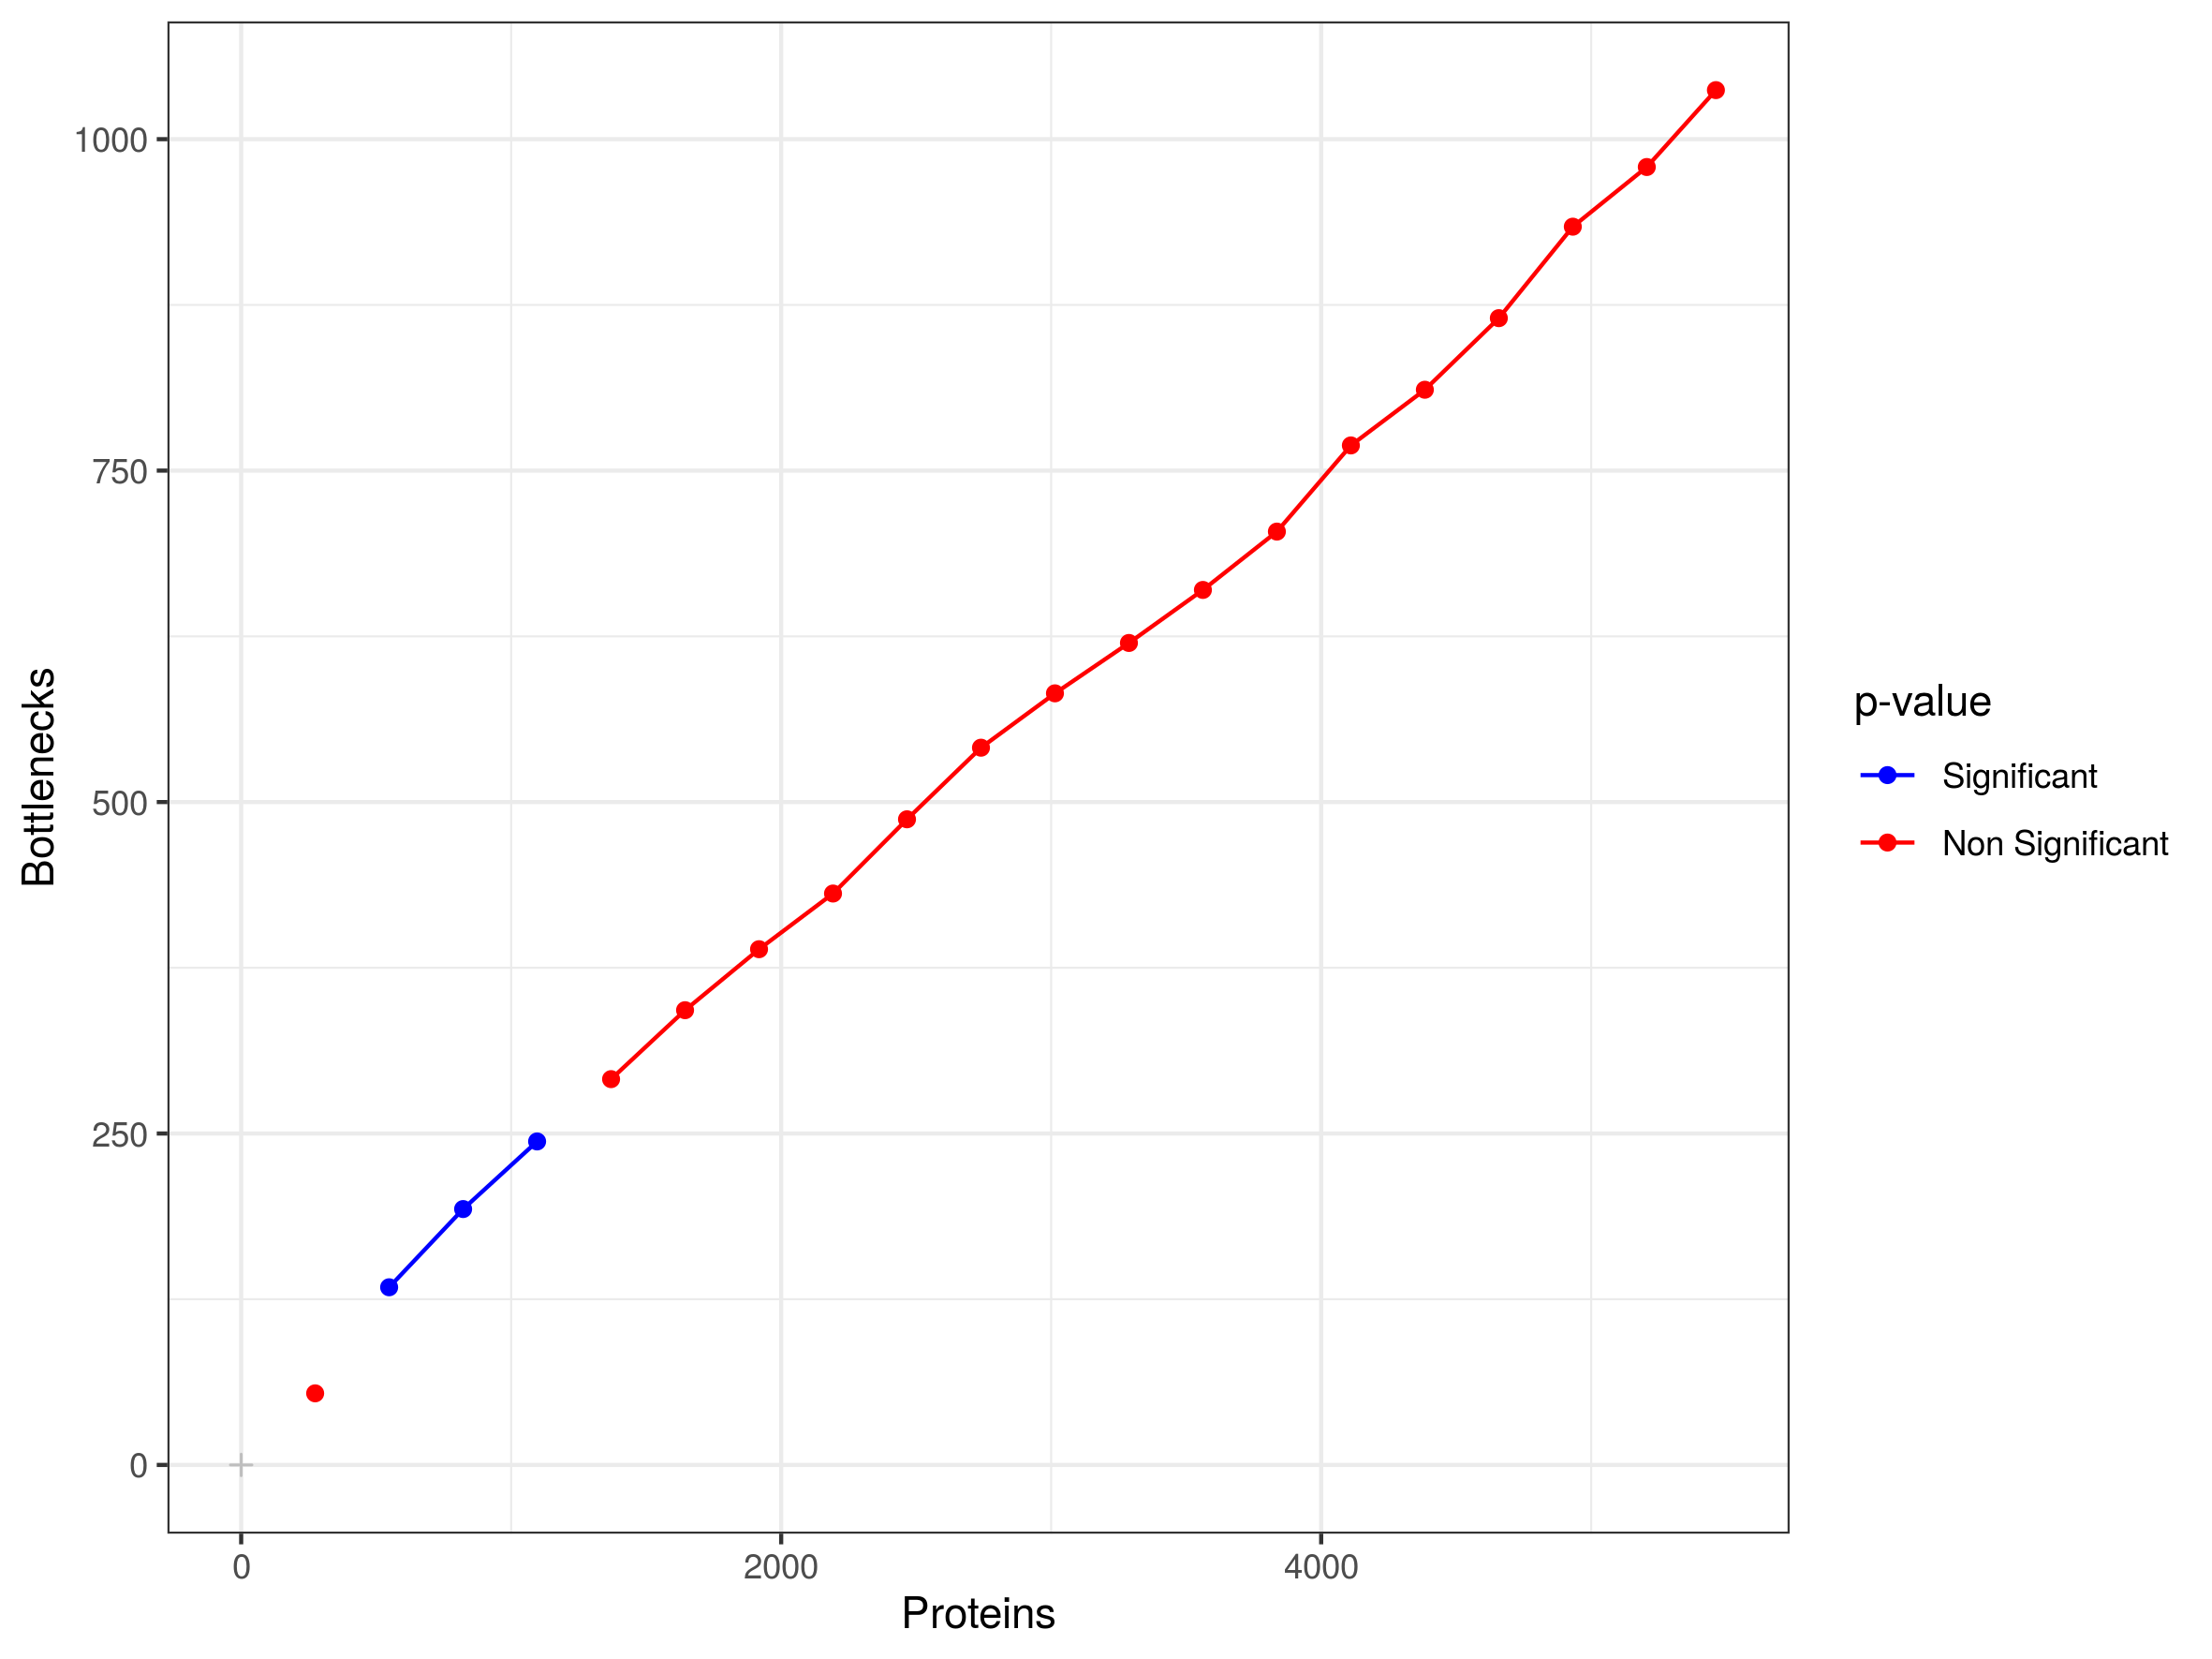 1000
750
500
250
0
0 2000 4000
Proteins
Bottlenecks
p-value
Significant
Non Significant